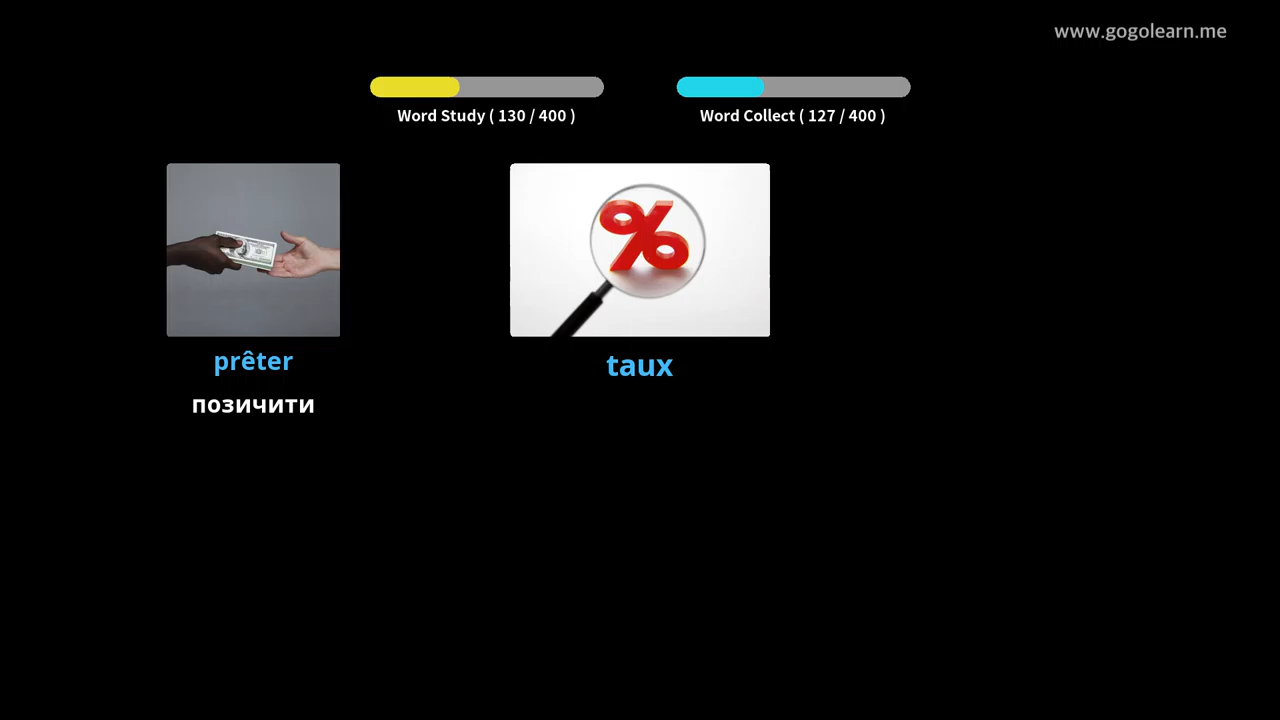 www.gogolearn.me
Word Study ( 130 / 400 )
Word Collect ( 127 / 400 )
%
prêter
taux
позичити